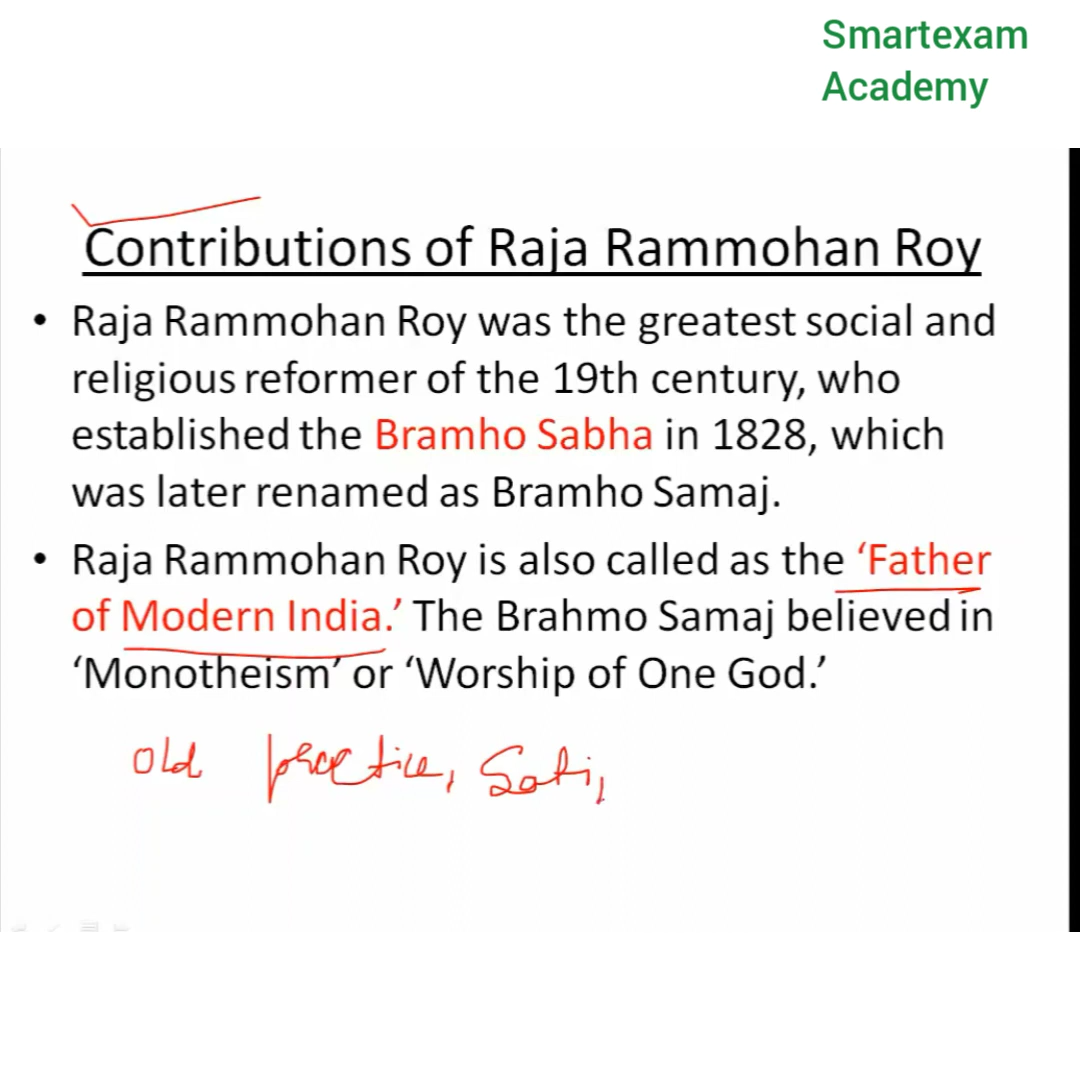 Smartexam
Academy
Contributions of Raja Rammohan Roy
• Raja Rammohan Roy was the greatest social and
religious reformer of the 19th century, who
established the Bramho Sabha in 1828, which
was later renamed as Bramho Samaj.
• Raja Rammohan Roy is also called as the ‘Father
of Modern India.’ The Brahmo Samaj believed in
‘Monotheism’ or ‘Worship of One God.’
old practice, Sati,